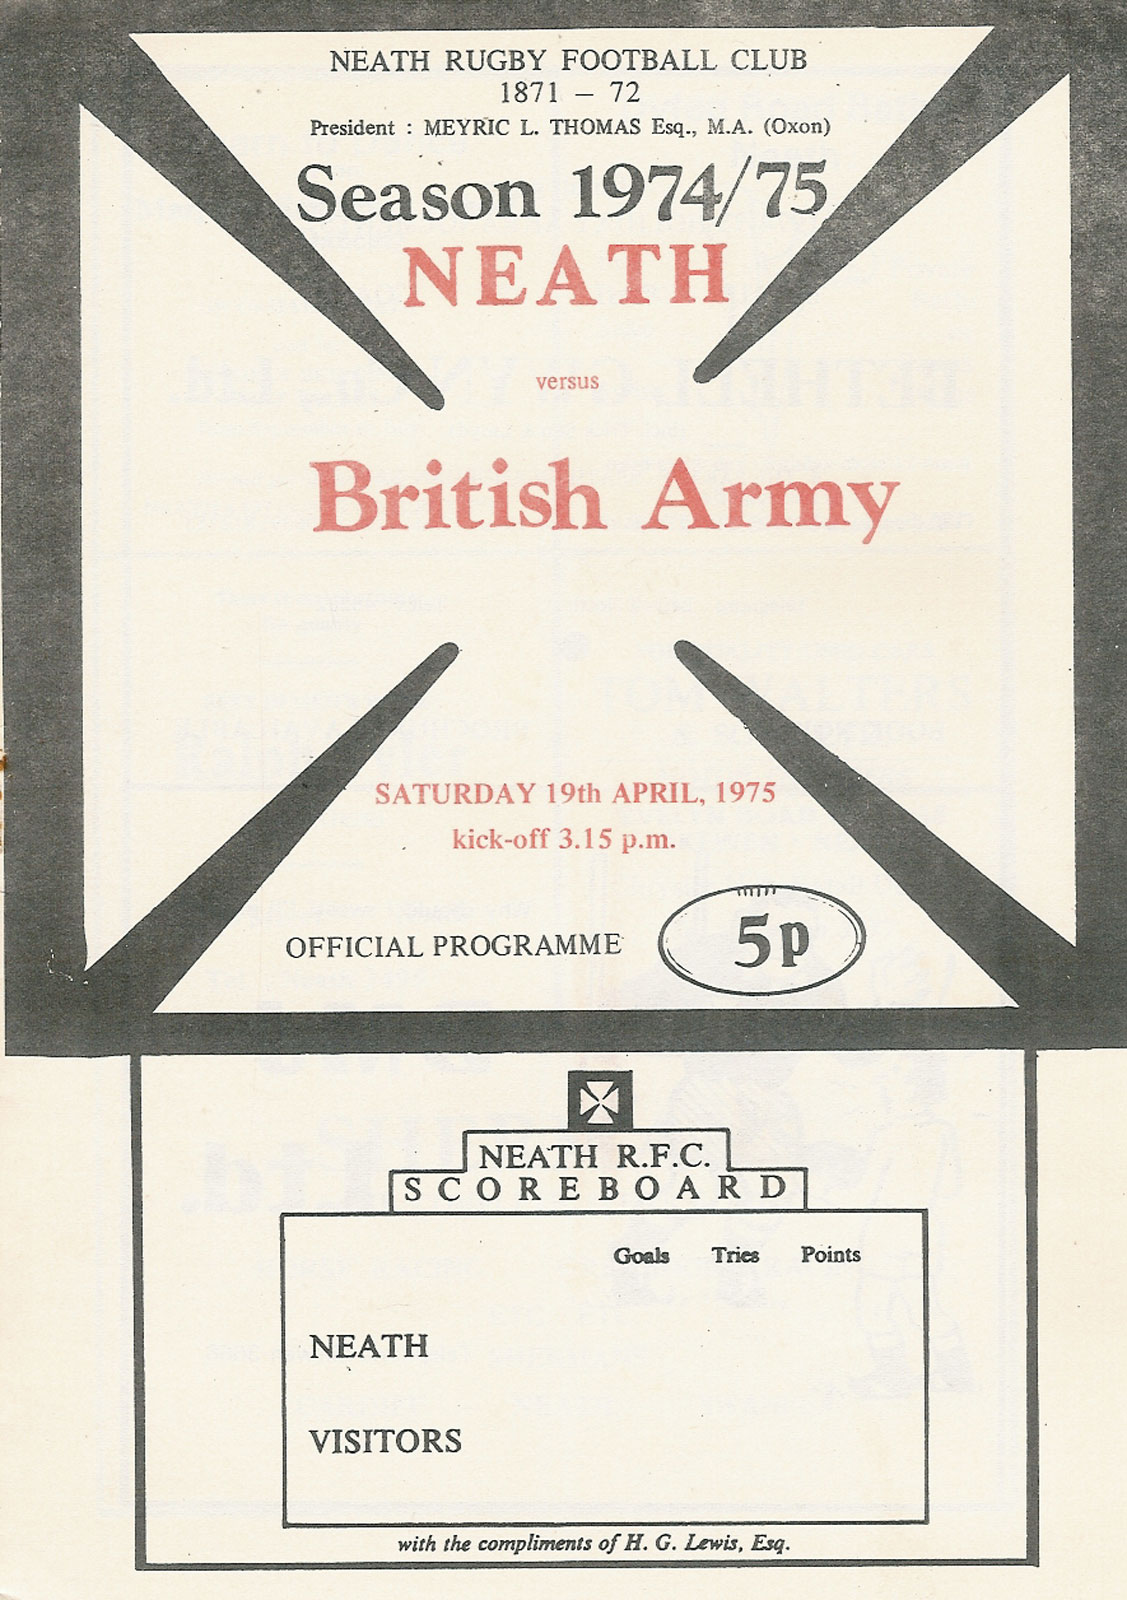 NEATH RUGBY FOOTBALL CLUB
1871 – 72
President : MEYRIC L. THOMAS Esq., M.A. (Oxon)
Season 1974/75
NEATH
versus
British Army
SATURDAY 19th APRIL, 1975
kick-off 3.15 p.m.
OFFICIAL PROGRAMME
5p
NEATH R.F.C.
SCOREBOARD
Goals Tries Points
NEATH
VISITORS
with the compliments of H. G. Lewis, Esq.